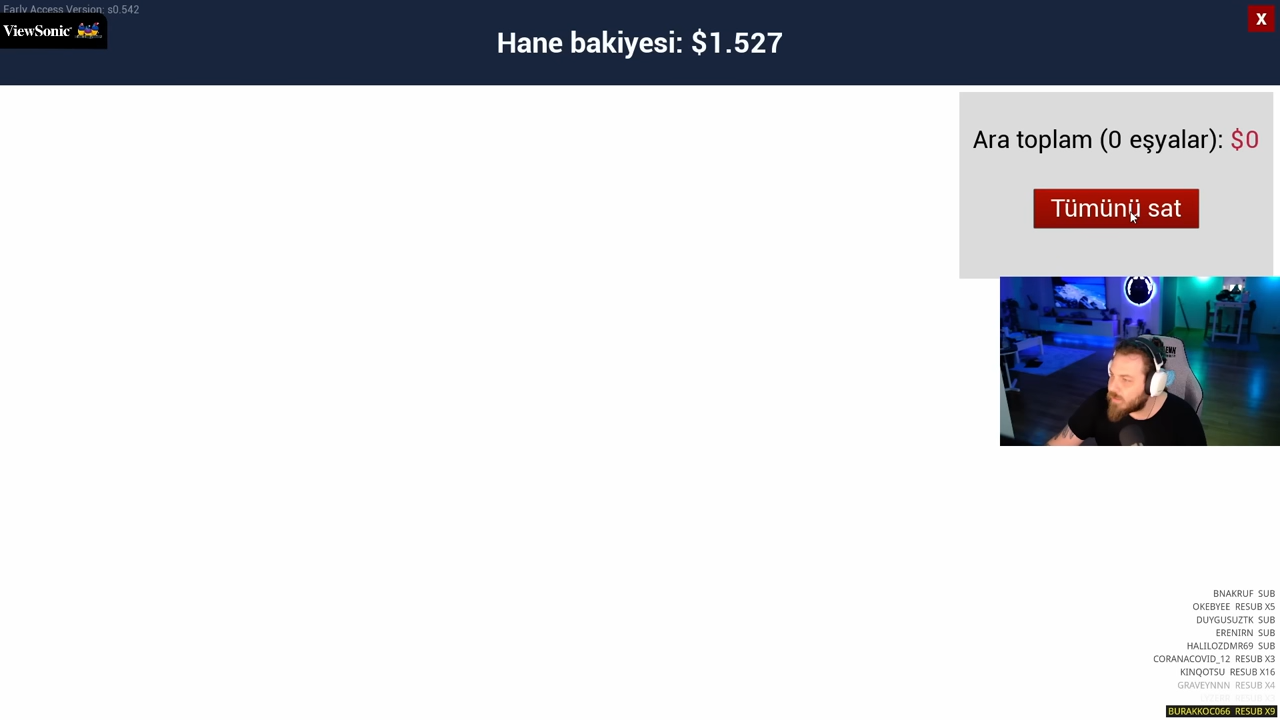 Early Access Version: s0.542
ViewSonic
X
Hane bakiyesi: $1.527
Ara toplam (0 eşyalar): $0
Tümünü sat
BNAKRUF SUB
OKEBYEE RESUB X5
DUYGUSUZTK SUB
ERENIRN SUB
HALILOZDMR69 SUB
CORANACOVID_12 RESUB X3
KINQOTSU RESUB X16
GRAVEYNNN RESUB X4
BURAKKOC066 RESUB X9